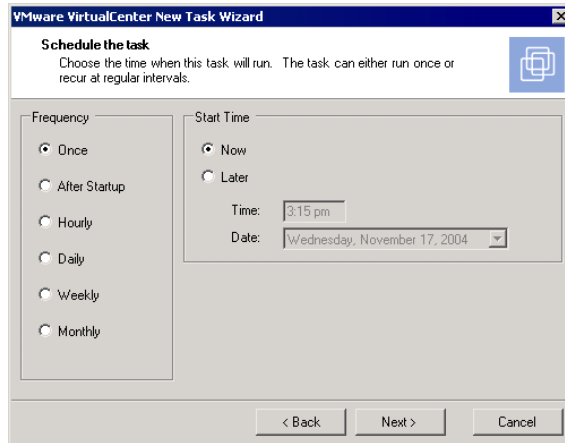 VMware VirtualCenter New Task Wizard
Schedule the task
Choose the time when this task will run. The task can either run once or
recur at regular intervals.
Frequency
Once
After Startup
Hourly
Daily
Weekly
Monthly
Start Time
Now
Later
Time: 3:15 pm
Date: Wednesday, November 17, 2004
< Back Next > Cancel